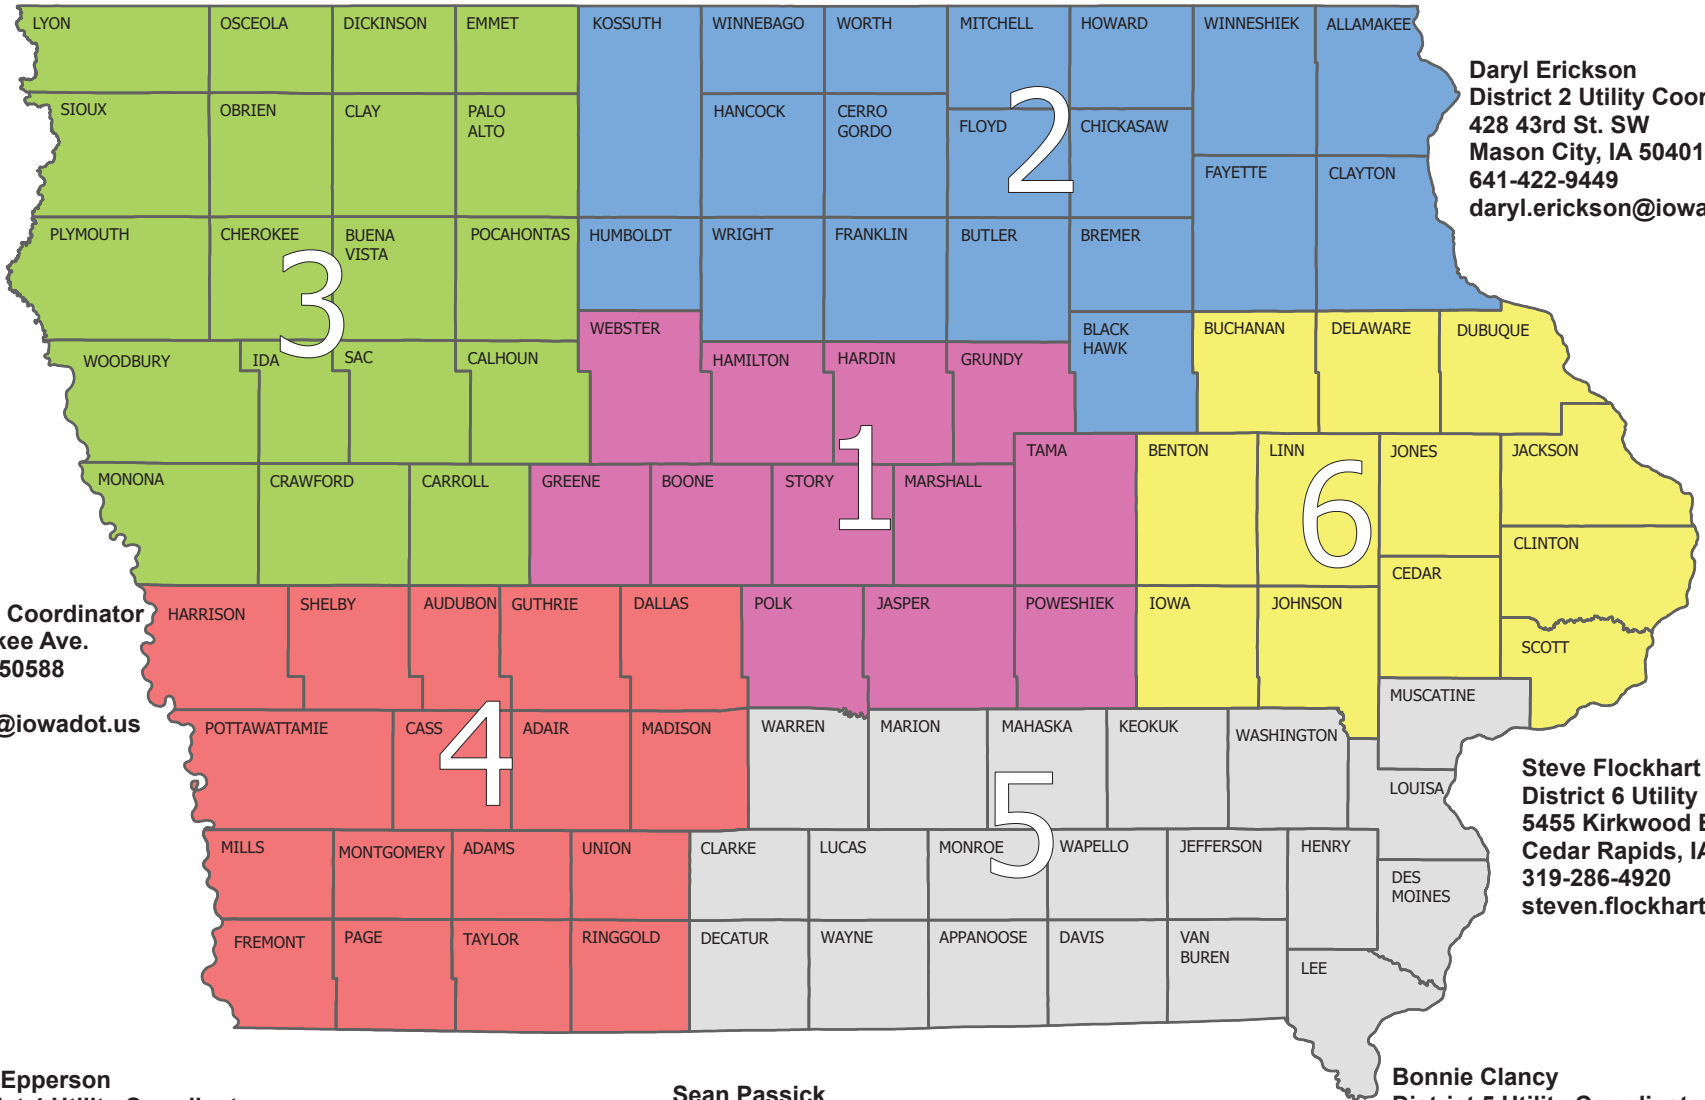 LYON
OSCEOLA
DICKINSON
EMMET
KOSSUTH
WINNEBAGO
WORTH
MITCHELL
HOWARD
WINNESHIEK
ALLAMAKEE
SIOUX
OBRIEN
CLAY
PALO
ALTO
HANCOCK
CERRO
GORDO
FLOYD
CHICKASAW
2
FAYETTE
CLAYTON
Daryl Erickson
District 2 Utility Coor
428 43rd St. SW
Mason City, IA 50401
641-422-9449
daryl.erickson@iowa
PLYMOUTH
CHEROKEE
BUENA
VISTA
POCAHONTAS
HUMBOLDT
WRIGHT
FRANKLIN
BUTLER
BREMER
3
WEBSTER
BLACK
HAWK
BUCHANAN
DELAWARE
DUBUQUE
WOODBURY
IDA
SAC
CALHOUN
HAMILTON
HARDIN
GRUNDY
1
TAMA
BENTON
LINN
JONES
JACKSON
MONONA
CRAWFORD
CARROLL
GREENE
BOONE
STORY
MARSHALL
6
CLINTON
CEDAR
Coordinator
kee Ave.
50588
@iowadot.us
HARRISON
SHELBY
AUDUBON
GUTHRIE
DALLAS
POLK
JASPER
POWESHIEK
IOWA
JOHNSON
SCOTT
MUSCATINE
POTTAWATTAMIE
CASS
4
ADAIR
MADISON
WARREN
MARION
MAHASKA
KEOKUK
WASHINGTON
5
LOUISA
Steve Flockhart
District 6 Utility
5455 Kirkwood
Cedar Rapids, IA
319-286-4920
steven.flockhart
MILLS
MONTGOMERY
ADAMS
UNION
CLARKE
LUCAS
MONROE
WAPELLO
JEFFERSON
HENRY
DES
MOINES
FREMONT
PAGE
TAYLOR
RINGGOLD
DECATUR
WAYNE
APPANOOSE
DAVIS
VAN
BUREN
LEE
Epperson
Sean Passick
Bonnie Clancy
District 5 Utility Coordinat